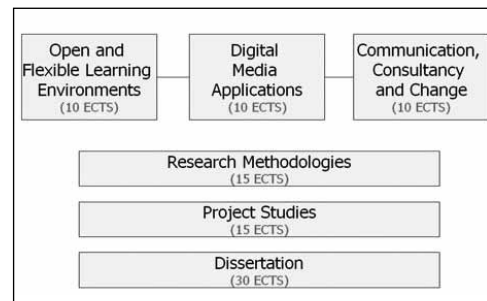 Open and
Flexible Learning
Environments
(10 ECTS)
Digital
Media
Applications
(10 ECTS)
Communication,
Consultancy
and Change
(10 ECTS)
Research Methodologies
(15 ECTS)
Project Studies
(15 ECTS)
Dissertation
(30 ECTS)